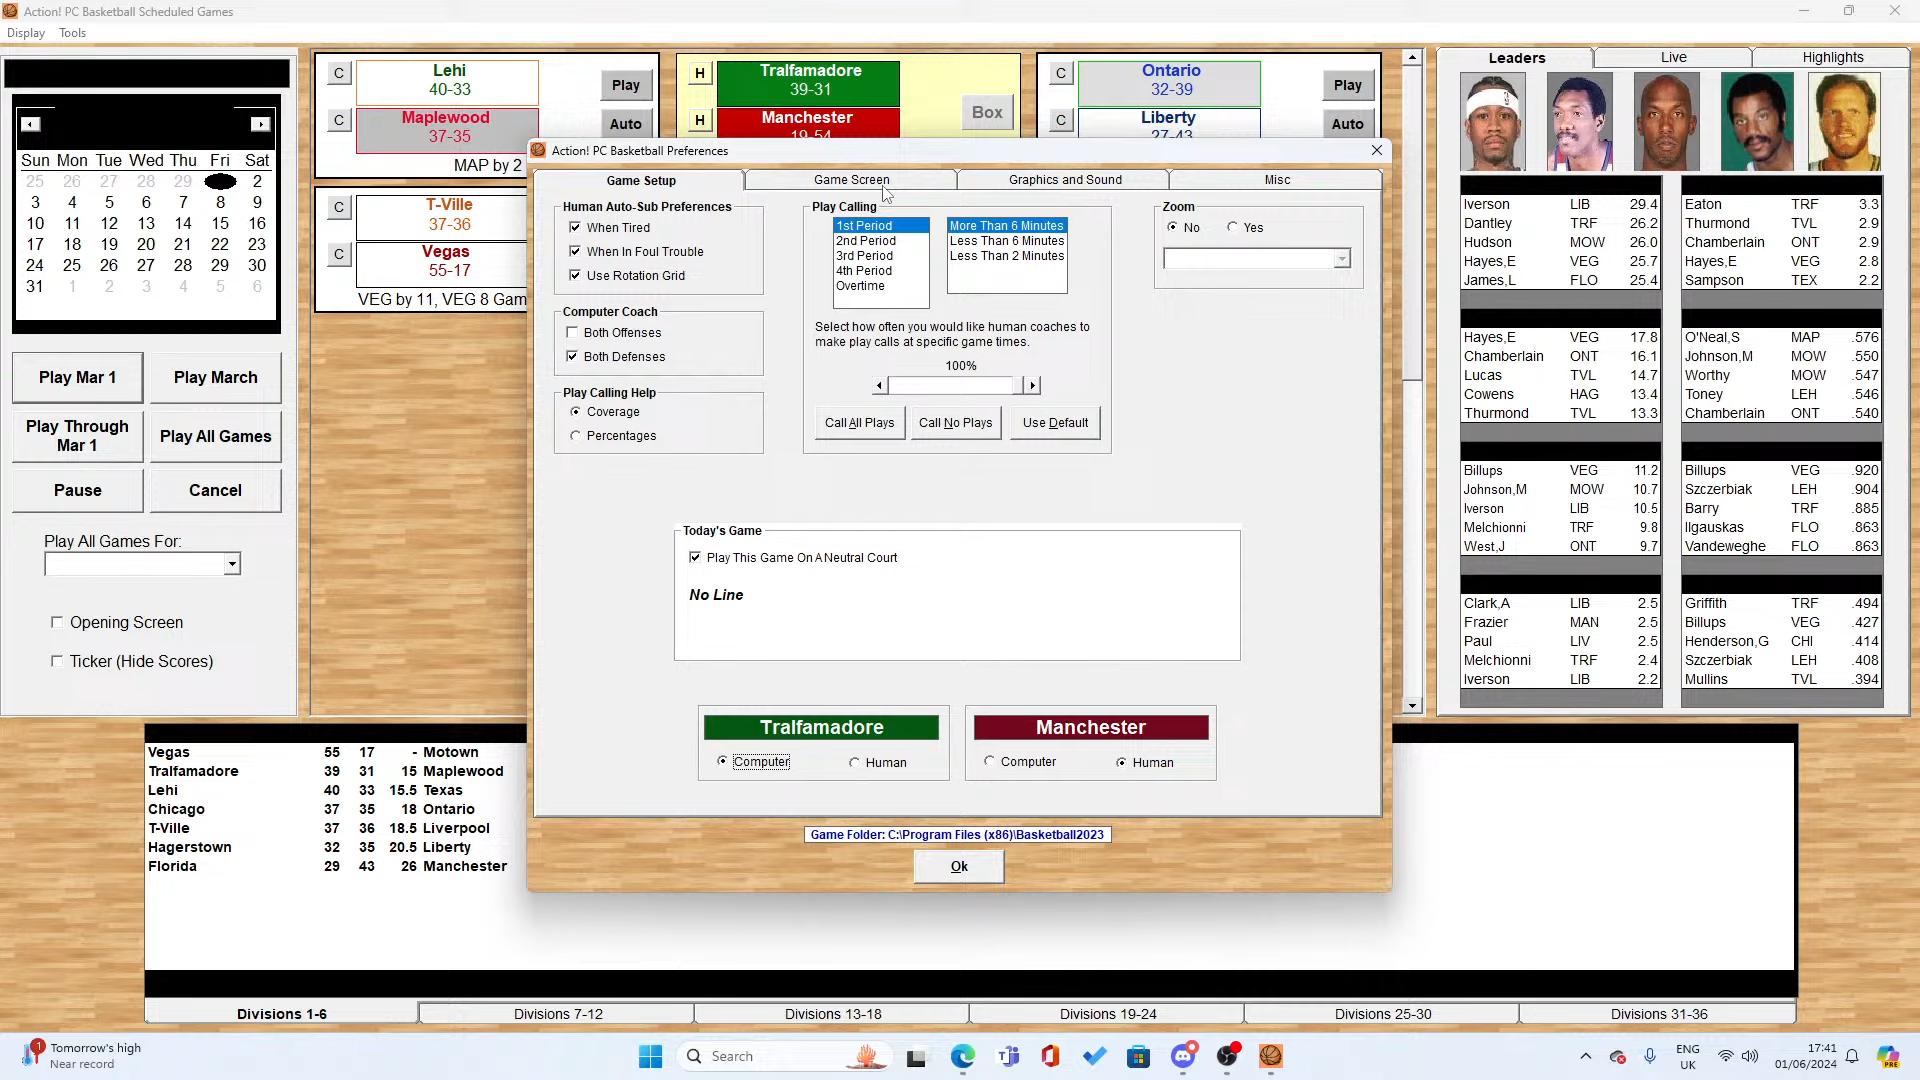 Action! PC Basketball Scheduled Games
Display Tools
C Lehi 40-33 Play
C Maplewood 37-35 Auto
MAP by 2
H Tralfamadore 39-31
H Manchester 19-54 Box
C Ontario 32-39 Play
C Liberty 27-43 Auto
C T-Ville 37-36
C Vegas 55-17
VEG by 11, VEG 8 Gam
Leaders Live Highlights
Sun Mon Tue Wed Thu Fri Sat
25 26 27 28 29 2
3 4 5 6 7 8 9
10 11 12 13 14 15 16
17 18 19 20 21 22 23
24 25 26 27 28 29 30
31 1 2 3 4 5 6
Play Mar 1 Play March
Play Through Mar 1 Play All Games
Pause Cancel
Play All Games For:
Opening Screen
Ticker (Hide Scores)
Action! PC Basketball Preferences
Game Setup Game Screen Graphics and Sound Misc
Human Auto-Sub Preferences
When Tired
When In Foul Trouble
Use Rotation Grid
Computer Coach
Both Offenses
Both Defenses
Play Calling Help
Coverage
Percentages
Play Calling
1st Period
2nd Period
3rd Period
4th Period
Overtime
More Than 6 Minutes
Less Than 6 Minutes
Less Than 2 Minutes
Select how often you would like human coaches to
make play calls at specific game times.
100%
Call All Plays Call No Plays Use Default
Zoom
No Yes
Today's Game
Play This Game On A Neutral Court
No Line
Tralfamadore
Computer Human
Manchester
Computer Human
Game Folder: C:\Program Files (x86)\Basketball2023
Ok
Iverson LIB 29.4
Dantley TRF 26.2
Hudson MOW 26.0
Hayes,E VEG 25.7
James,L FLO 25.4
Eaton TRF 3.3
Thurmond TVL 2.9
Chamberlain ONT 2.9
Hayes,E VEG 2.8
Sampson TEX 2.2
Hayes,E VEG 17.8
Chamberlain ONT 16.1
Lucas TVL 14.7
Cowens HAG 13.4
Thurmond TVL 13.3
O'Neal,S MAP .576
Johnson,M MOW .550
Worthy MOW .547
Toney LEH .546
Chamberlain ONT .540
Billups VEG 11.2
Johnson,M MOW 10.7
Iverson LIB 10.5
Melchionni TRF 9.8
West,J ONT 9.7
Billups VEG .920
Szczerbiak LEH .904
Barry TRF .885
Ilgauskas FLO .863
Vandeweghe FLO .863
Clark,A LIB 2.5
Frazier MAN 2.5
Paul LIV 2.5
Melchionni TRF 2.4
Iverson LIB 2.2
Griffith TRF .494
Billups VEG .427
Henderson,G CHI .414
Szczerbiak LEH .408
Mullins TVL .394
Vegas 55 17 - Motown
Tralfamadore 39 31 15 Maplewood
Lehi 40 33 15.5 Texas
Chicago 37 35 18 Ontario
T-Ville 37 36 18.5 Liverpool
Hagerstown 32 35 20.5 Liberty
Florida 29 43 26 Manchester
Divisions 1-6 Divisions 7-12 Divisions 13-18 Divisions 19-24 Divisions 25-30 Divisions 31-36
1
Tomorrow's high
Near record
Search
ENG
UK
17:41
01/06/2024
PRE